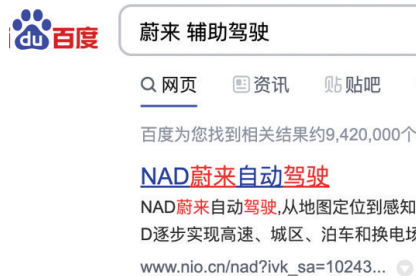 du百度
蔚来 辅助驾驶
网页 资讯 贴吧
百度为您找到相关结果约9,420,000个
NAD蔚来自动驾驶
NAD蔚来自动驾驶,从地图定位到感知
D逐步实现高速、城区、泊车和换电场
www.nio.cn/nad?ivk_sa=10243...